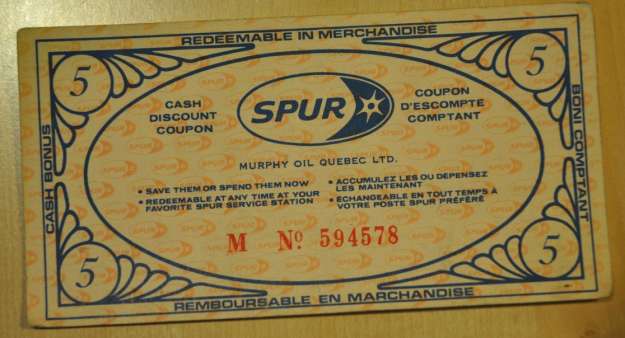 REDEEMABLE IN MERCHANDISE
5
5
CASH
DISCOUNT
COUPON
SPUR
COUPON
D'ESCOMPTE
COMPTANT
CASH BONUS
BONI COMPTANT
MURPHY OIL QUEBEC LTD.
• SAVE THEM OR SPEND THEM NOW
• REDEEMABLE AT ANY TIME AT YOUR
FAVORITE SPUR SERVICE STATION
• ACCUMULEZ LES OU DEPENSEZ
LES MAINTENANT
• ÉCHANGEABLE EN TOUT TEMPS À
VOTRE POSTE SPUR PRÉFÉRÉ
M Nº 594578
5
5
REMBOURSABLE EN MARCHANDISE